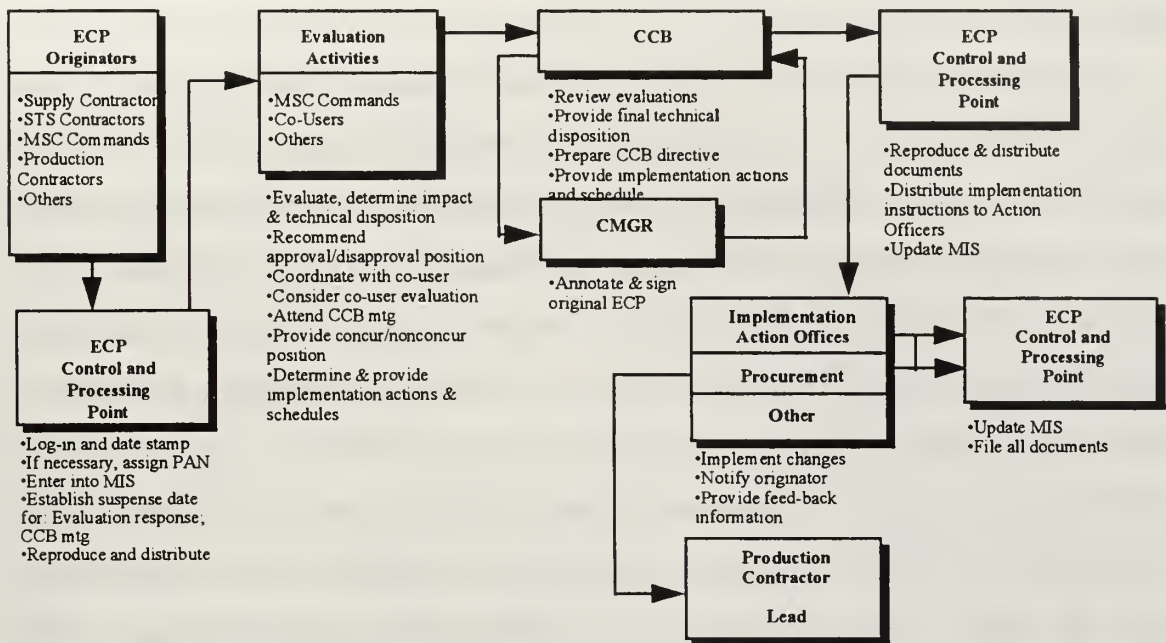 ECP
Originators
•Supply Contractor
•STS Contractors
•MSC Commands
•Production
Contractors
•Others
ECP
Control and
Processing
Point
•Log-in and date stamp
•If necessary, assign PAN
•Enter into MIS
•Establish suspense date
for: Evaluation response;
CCB mtg
•Reproduce and distribute
Evaluation
Activities
•MSC Commands
•Co-Users
•Others
•Evaluate, determine impact
& technical disposition
•Recommend
approval/disapproval position
•Coordinate with co-user
•Consider co-user evaluation
•Attend CCB mtg
•Provide concur/nonconcur
position
•Determine & provide
implementation actions &
schedules
CCB
•Review evaluations
•Provide final technical
disposition
•Prepare CCB directive
•Provide implementation actions
and schedule
CMGR
•Annotate & sign
original ECP
ECP
Control and
Processing
Point
•Reproduce & distribute
documents
•Distribute implementation
instructions to Action
Officers
•Update MIS
Implementation
Action Offices
Procurement
Other
•Implement changes
•Notify originator
•Provide feed-back
information
ECP
Control and
Processing
Point
•Update MIS
•File all documents
Production
Contractor
Lead